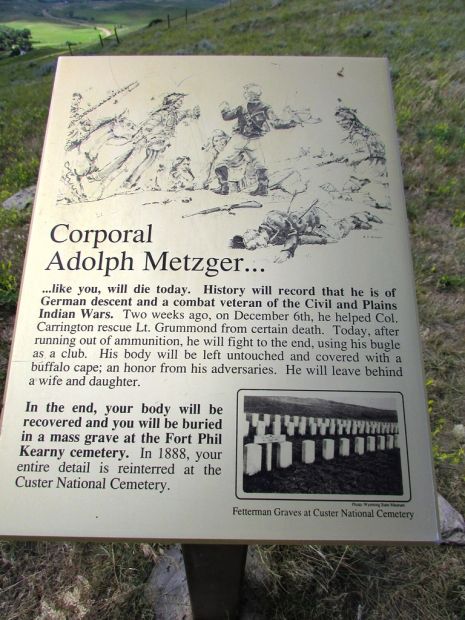 Corporal
Adolph Metzger...
...like you, will die today. History will record that he is of
German descent and a combat veteran of the Civil and Plains
Indian Wars. Two weeks ago, on December 6th, he helped Col.
Carrington rescue Lt. Grummond from certain death. Today, after
running out of ammunition, he will fight to the end, using his bugle
as a club. His body will be left untouched and covered with a
buffalo cape; an honor from his adversaries. He will leave behind
a wife and daughter.
In the end, your body will be
recovered and you will be buried
in a mass grave at the Fort Phil
Kearny cemetery. In 1888, your
entire detail is reinterred at the
Custer National Cemetery.
Photo: Wyoming State Museum
Fetterman Graves at Custer National Cemetery